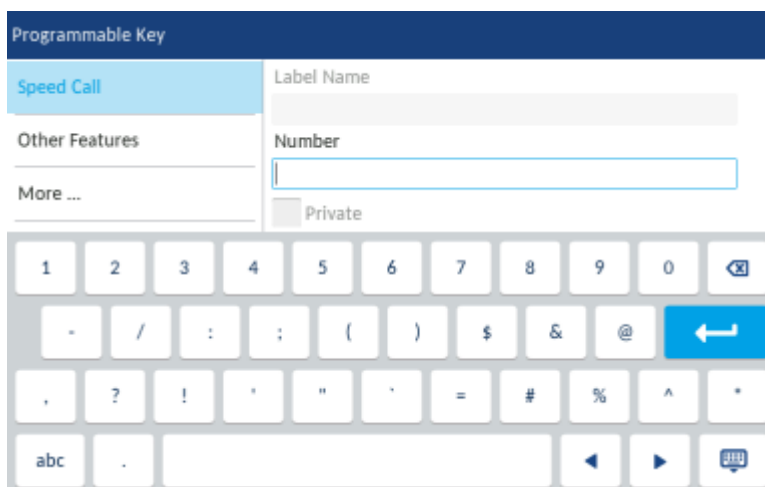 Programmable Key
Speed Call
Other Features
More ...
Label Name
Number
Private
1 2 3 4 5 6 7 8 9 0
- / : ; ( ) $ & @
, ? ! ' " ` = # % ^ *
abc .